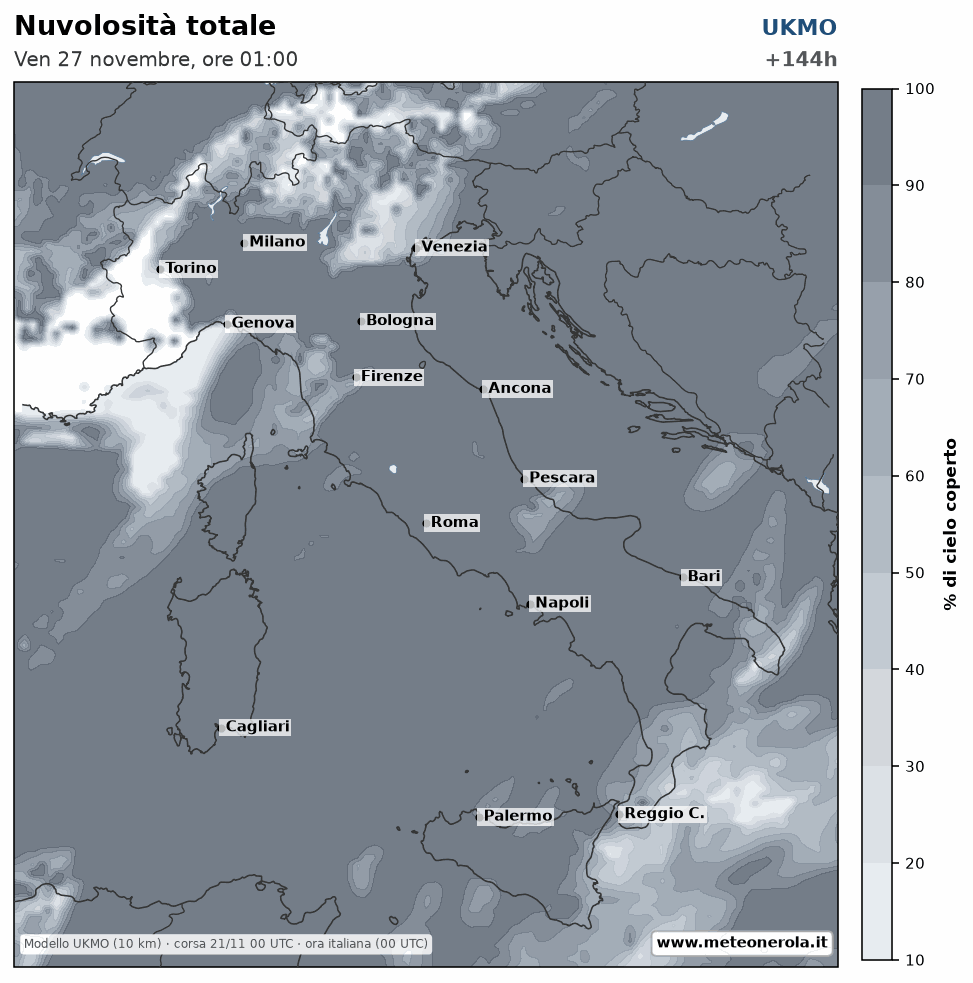 Nuvolosità totale
UKMO
Ven 27 novembre, ore 01:00
+144h
100
90
80
70
60
50
40
30
20
10
% di cielo coperto
Milano
Venezia
Torino
Genova
Bologna
Firenze
Ancona
Pescara
Roma
Bari
Napoli
Cagliari
Palermo
Reggio C.
Modello UKMO (10 km) · corsa 21/11 00 UTC · ora italiana (00 UTC)
www.meteonerola.it